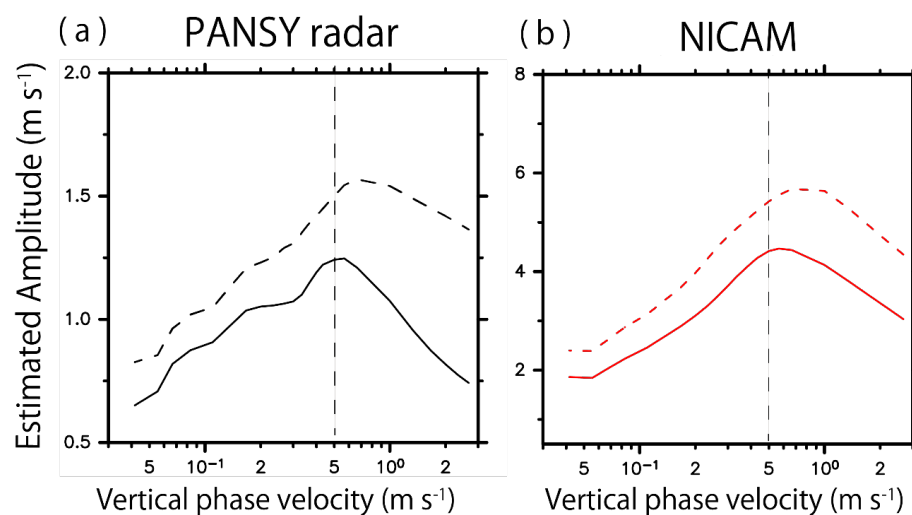 (a) PANSY radar
(b) NICAM
Estimated Amplitude (m s⁻¹)
2.0
1.5
1.0
0.5
5 10⁻¹ 2 5 10⁰ 2
Vertical phase velocity (m s⁻¹)
8
6
4
2
5 10⁻¹ 2 5 10⁰ 2
Vertical phase velocity (m s⁻¹)